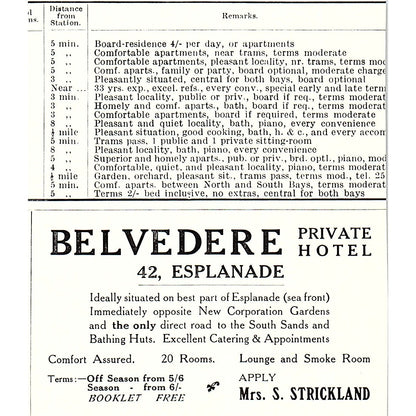 Distance
from
Station.
Remarks.
5 min. Board-residence 4/- per day, or apartments
5 ,, Comfortable apartments, near trams, terms moderate
5 ,, Comfortable apartments, pleasant locality, nr. trams, terms mod
5 ,, Comf. aparts., family or party, board optional, moderate charge
3 ,, Pleasantly situated, central for both bays, board optional
Near ... 33 yrs. exp., excel. refs., every conv., special early and late term
3 min. Pleasant locality, public or priv., board if req., terms moderat
3 ,, Homely and comf. aparts., bath, board if req., terms moderat
3 ,, Comfortable apartments, board if required, terms moderate
8 ,, Pleasant and quiet locality, bath, piano, every convenience
½ mile Pleasant situation, good cooking, bath, h. & c., and every accom
5 min. Trams pass. 1 public and 1 private sitting-room
8 ,, Pleasant locality, bath, piano, every convenience
5 ,, Superior and homely aparts., pub. or priv., brd. optl., piano, mod
4 ,, Comfortable, quiet, and pleasant locality, piano, terms moderat
½ mile Garden, orchard, pleasant sit., trams pass, terms mod., tel. 25
5 min. Comf. aparts. between North and South Bays, terms moderat
5 ,, Terms 2/- bed inclusive, no extras, central for both bays
BELVEDERE PRIVATE HOTEL
42, ESPLANADE
Ideally situated on best part of Esplanade (sea front)
Immediately opposite New Corporation Gardens
and the only direct road to the South Sands and
Bathing Huts. Excellent Catering & Appointments
Comfort Assured. 20 Rooms. Lounge and Smoke Room
Terms:—Off Season from 5/6
Season - from 6/-
BOOKLET FREE
APPLY
Mrs. S. STRICKLAND